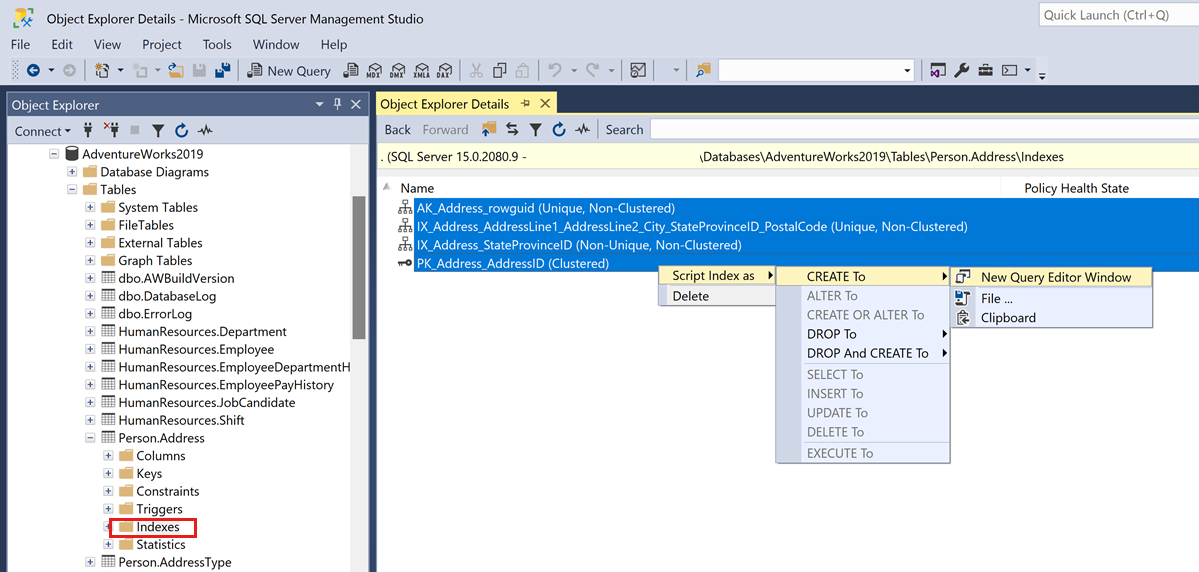 Object Explorer Details - Microsoft SQL Server Management Studio
Quick Launch (Ctrl+Q)
File Edit View Project Tools Window Help
New Query MDX DMX XMLA DAX
Object Explorer
Connect
AdventureWorks2019
Database Diagrams
Tables
System Tables
FileTables
External Tables
Graph Tables
dbo.AWBuildVersion
dbo.DatabaseLog
dbo.ErrorLog
HumanResources.Department
HumanResources.Employee
HumanResources.EmployeeDepartmentH
HumanResources.EmployeePayHistory
HumanResources.JobCandidate
HumanResources.Shift
Person.Address
Columns
Keys
Constraints
Triggers
Indexes
Statistics
Person.AddressType
Object Explorer Details
Back Forward Search
. (SQL Server 15.0.2080.9 - \Databases\AdventureWorks2019\Tables\Person.Address\Indexes
Name Policy Health State
AK_Address_rowguid (Unique, Non-Clustered)
IX_Address_AddressLine1_AddressLine2_City_StateProvinceID_PostalCode (Unique, Non-Clustered)
IX_Address_StateProvinceID (Non-Unique, Non-Clustered)
PK_Address_AddressID (Clustered)
Script Index as
Delete
CREATE To
ALTER To
CREATE OR ALTER To
DROP To
DROP And CREATE To
SELECT To
INSERT To
UPDATE To
DELETE To
EXECUTE To
New Query Editor Window
File ...
Clipboard